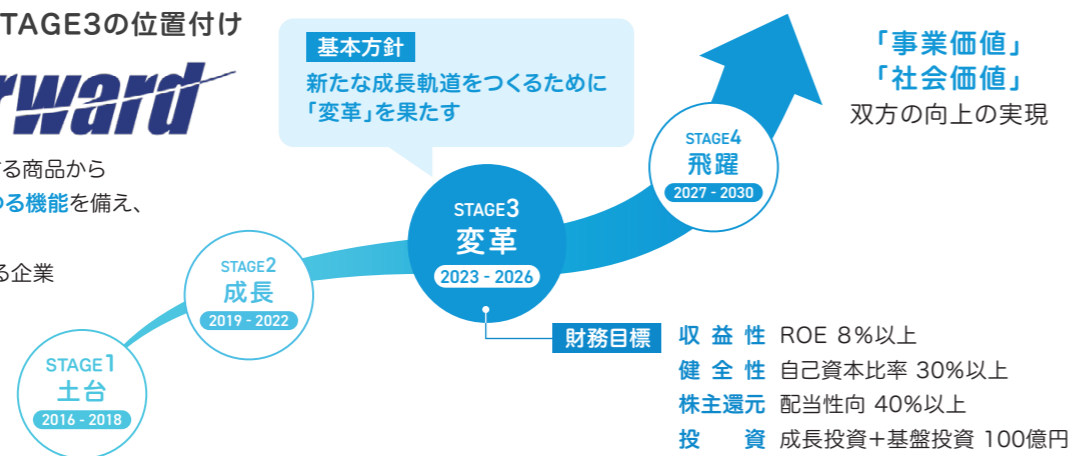 TAGE3の位置付け
rward
する商品から
ゆる機能を備え、
る企業
基本方針
新たな成長軌道をつくるために
「変革」を果たす
「事業価値」
「社会価値」
双方の向上の実現
STAGE4
飛躍
2027 - 2030
STAGE3
変革
2023 - 2026
STAGE2
成長
2019 - 2022
STAGE1
土台
2016 - 2018
財務目標
収益性 ROE 8%以上
健全性 自己資本比率 30%以上
株主還元 配当性向 40%以上
投資 成長投資+基盤投資 100億円